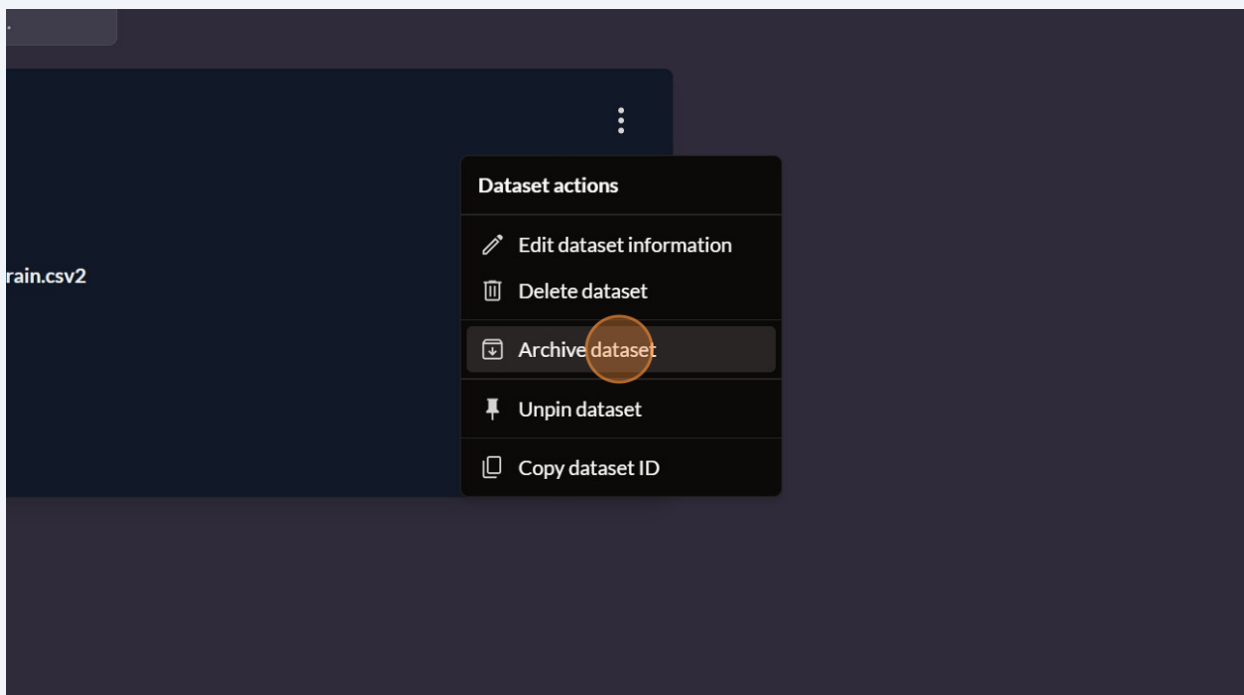 rain.csv2
Dataset actions
Edit dataset information
Delete dataset
Archive dataset
Unpin dataset
Copy dataset ID